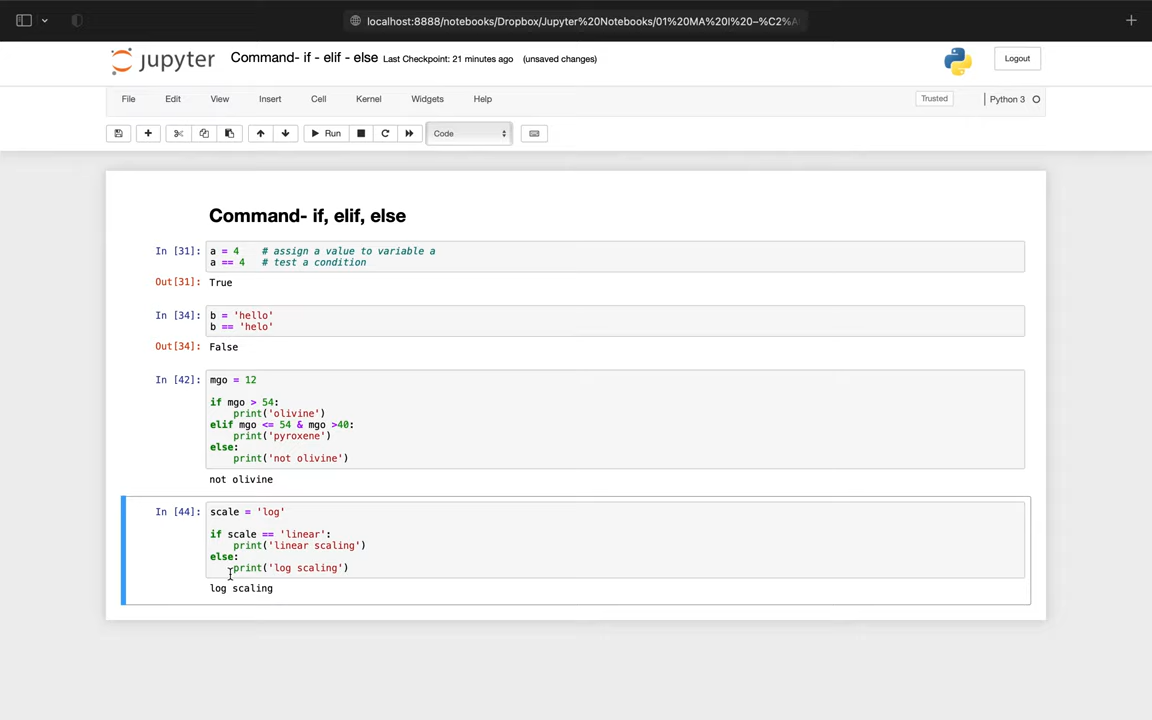 localhost:8888/notebooks/Dropbox/Jupyter%20Notebooks/01%20MA%20I%20–%C2%A
jupyter Command- if - elif - else Last Checkpoint: 21 minutes ago (unsaved changes) Logout
File Edit View Insert Cell Kernel Widgets Help Trusted Python 3
Run Code
Command- if, elif, else
In [31]: a = 4 # assign a value to variable a
a == 4 # test a condition
Out[31]: True
In [34]: b = 'hello'
b == 'helo'
Out[34]: False
In [42]: mgo = 12
if mgo > 54:
print('olivine')
elif mgo <= 54 & mgo >40:
print('pyroxene')
else:
print('not olivine')
not olivine
In [44]: scale = 'log'
if scale == 'linear':
print('linear scaling')
else:
print('log scaling')
log scaling